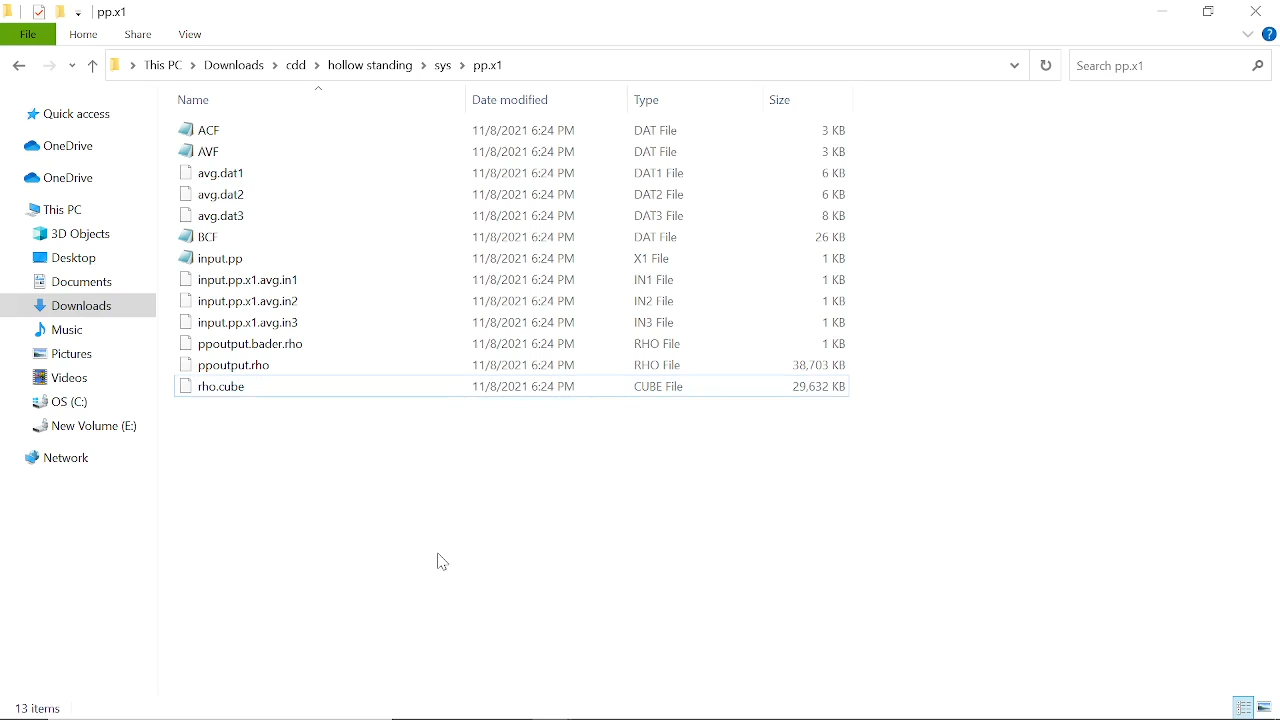 pp.x1
File Home Share View
This PC Downloads cdd hollow standing sys pp.x1
Search pp.x1
Quick access
OneDrive
OneDrive
This PC
3D Objects
Desktop
Documents
Downloads
Music
Pictures
Videos
OS (C:)
New Volume (E:)
Network
Name Date modified Type Size
ACF 11/8/2021 6:24 PM DAT File 3 KB
AVF 11/8/2021 6:24 PM DAT File 3 KB
avg.dat1 11/8/2021 6:24 PM DAT1 File 6 KB
avg.dat2 11/8/2021 6:24 PM DAT2 File 6 KB
avg.dat3 11/8/2021 6:24 PM DAT3 File 8 KB
BCF 11/8/2021 6:24 PM DAT File 26 KB
input.pp 11/8/2021 6:24 PM X1 File 1 KB
input.pp.x1.avg.in1 11/8/2021 6:24 PM IN1 File 1 KB
input.pp.x1.avg.in2 11/8/2021 6:24 PM IN2 File 1 KB
input.pp.x1.avg.in3 11/8/2021 6:24 PM IN3 File 1 KB
ppoutput.bader.rho 11/8/2021 6:24 PM RHO File 1 KB
ppoutput.rho 11/8/2021 6:24 PM RHO File 38,703 KB
rho.cube 11/8/2021 6:24 PM CUBE File 29,632 KB
13 items